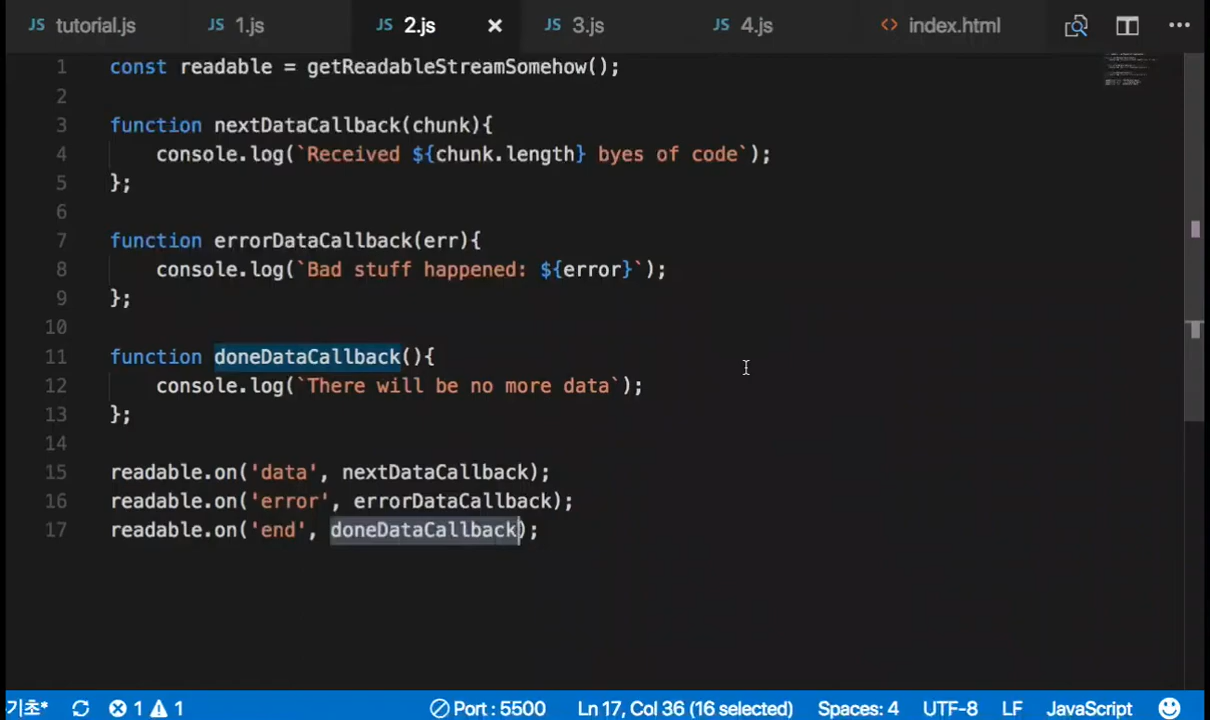 JS tutorial.js JS 1.js JS 2.js JS 3.js JS 4.js <> index.html
1 const readable = getReadableStreamSomehow();
2
3 function nextDataCallback(chunk){
4 console.log(`Received ${chunk.length} byes of code`);
5 };
6
7 function errorDataCallback(err){
8 console.log(`Bad stuff happened: ${error}`);
9 };
10
11 function doneDataCallback(){
12 console.log(`There will be no more data`);
13 };
14
15 readable.on('data', nextDataCallback);
16 readable.on('error', errorDataCallback);
17 readable.on('end', doneDataCallback);
기초* 1 1 Port : 5500 Ln 17, Col 36 (16 selected) Spaces: 4 UTF-8 LF JavaScript